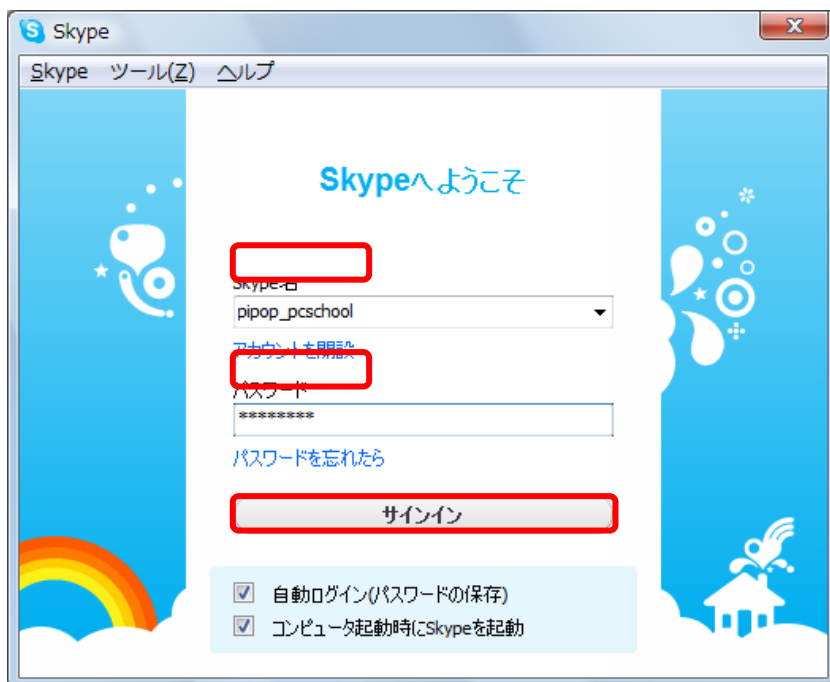 Skype
Skype ツール(Z) ヘルプ
Skypeへようこそ
Skype名
pipop_pcschool
アカウントを開設
パスワード
********
パスワードを忘れたら
サインイン
自動ログイン(パスワードの保存)
コンピュータ起動時にSkypeを起動